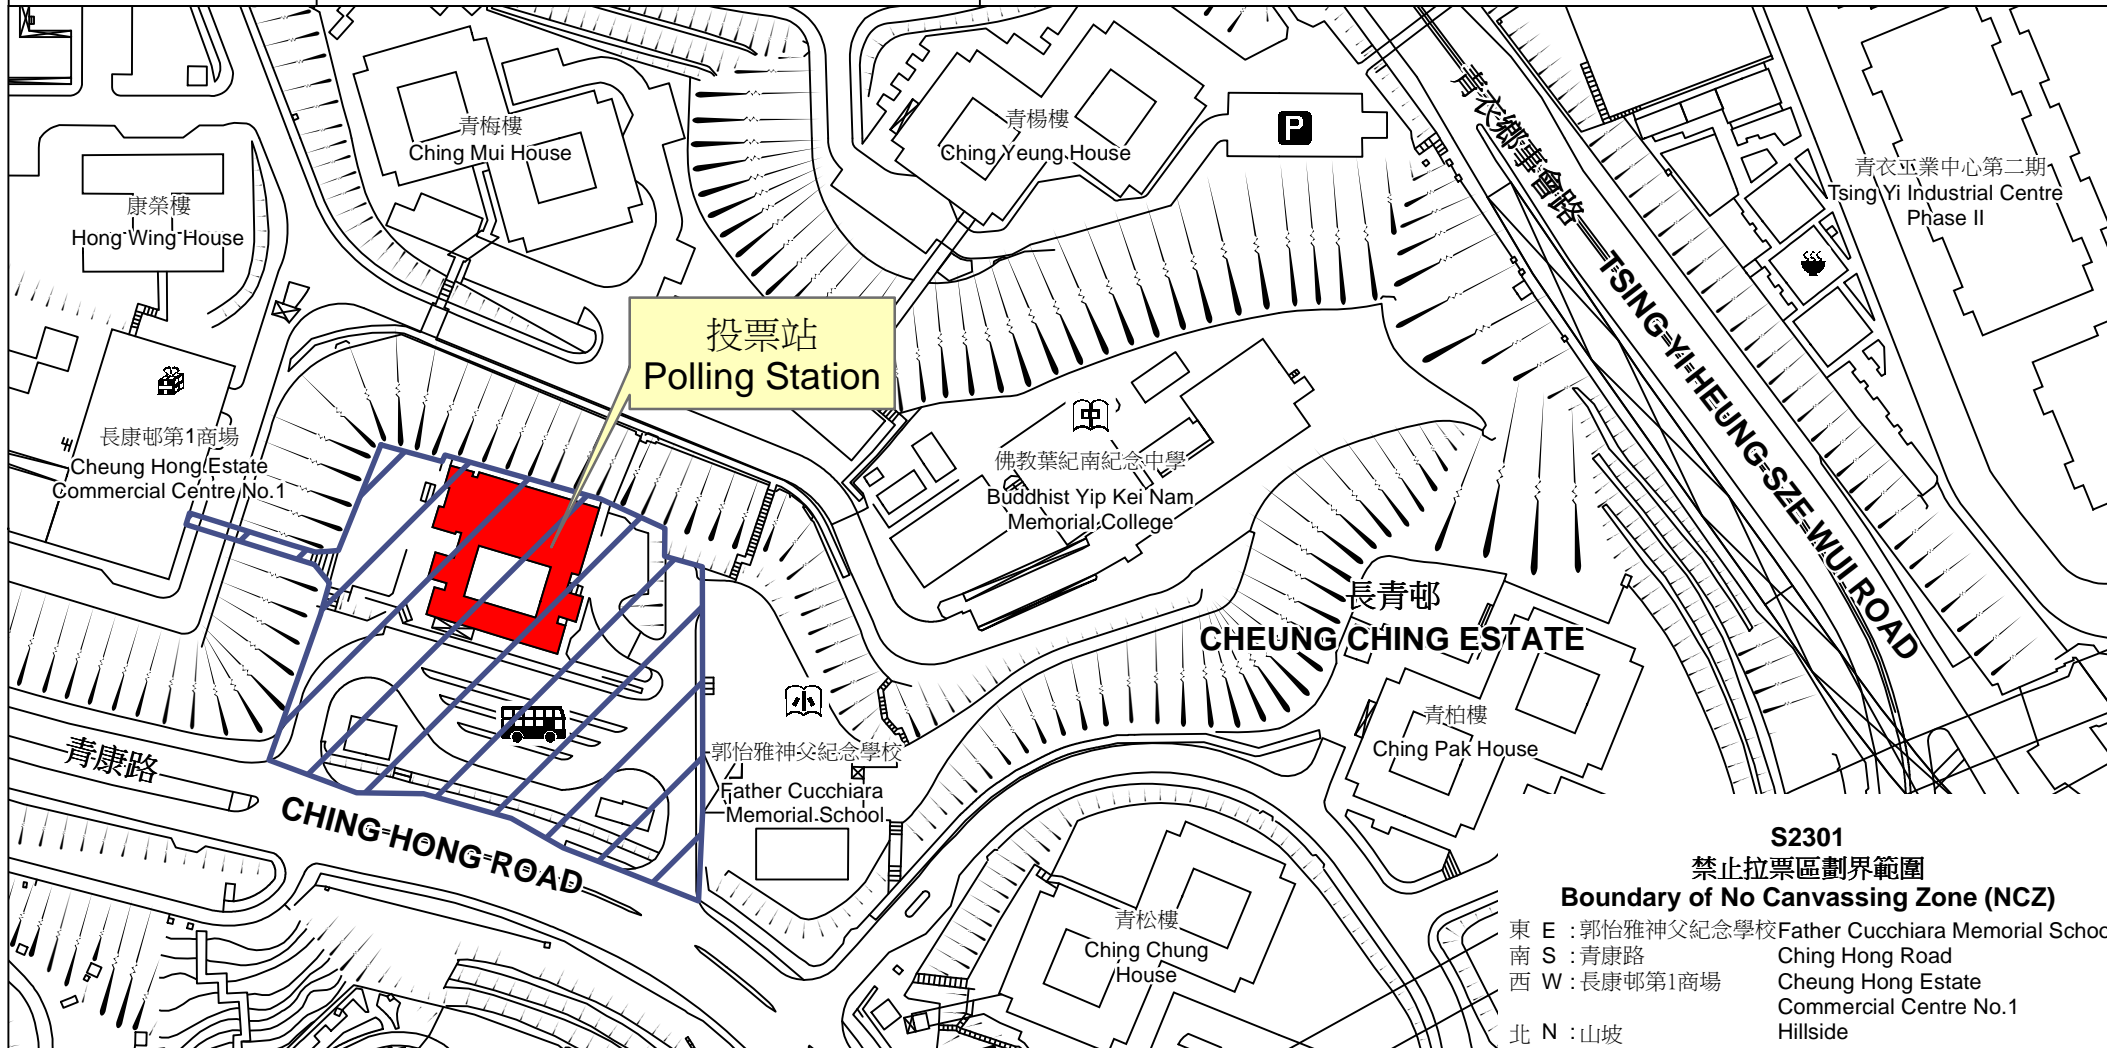 青梅樓
Ching Mui House
青楊樓
Ching Yeung House
P
青衣鄉事會路
TSING YI HEUNG SZE WUI ROAD
青衣工業中心第二期
Tsing Yi Industrial Centre
Phase II
康榮樓
Hong Wing House
投票站
Polling Station
長康邨第1商場
Cheung Hong Estate
Commercial Centre No.1
中
佛教葉紀南紀念中學
Buddhist Yip Kei Nam
Memorial College
長青邨
CHEUNG CHING ESTATE
小
青柏樓
Ching Pak House
郭怡雅神父紀念學校
Father Cucchiara
Memorial School
青康路
CHING HONG ROAD
青松樓
Ching Chung
House
S2301
禁止拉票區劃界範圍
Boundary of No Canvassing Zone (NCZ)
東 E : 郭怡雅神父紀念學校 Father Cucchiara Memorial Schoo
南 S : 青康路 Ching Hong Road
西 W : 長康邨第1商場 Cheung Hong Estate
Commercial Centre No.1
北 N : 山坡 Hillside